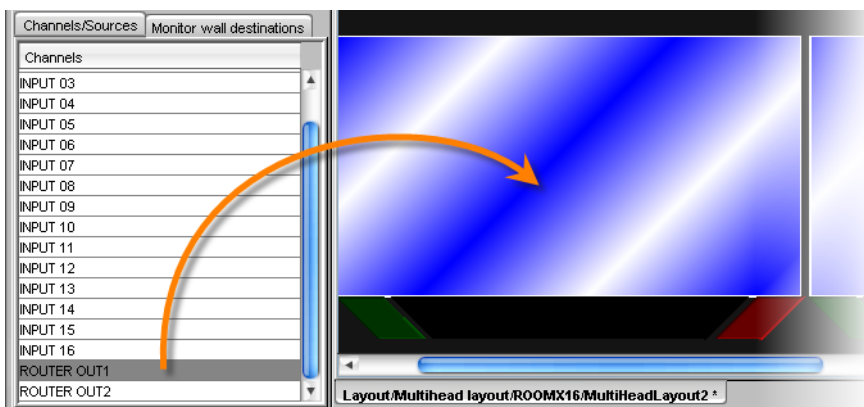 Channels/Sources
Monitor wall destinations
Channels
INPUT 03
INPUT 04
INPUT 05
INPUT 06
INPUT 07
INPUT 08
INPUT 09
INPUT 10
INPUT 11
INPUT 12
INPUT 13
INPUT 14
INPUT 15
INPUT 16
ROUTER OUT1
ROUTER OUT2
Layout/Multihead layout/ROOMX16/MultiHeadLayout2 *